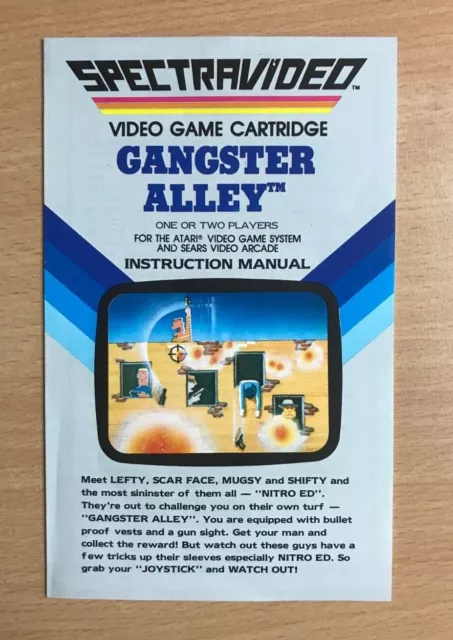 SPECTRAVIDEO™
VIDEO GAME CARTRIDGE
GANGSTER
ALLEY™
ONE OR TWO PLAYERS
FOR THE ATARI® VIDEO GAME SYSTEM
AND SEARS VIDEO ARCADE
INSTRUCTION MANUAL
Meet LEFTY, SCAR FACE, MUGSY and SHIFTY and
the most sininster of them all — "NITRO ED".
They're out to challenge you on their own turf —
"GANGSTER ALLEY". You are equipped with bullet
proof vests and a gun sight. Get your man and
collect the reward! But watch out these guys have a
few tricks up their sleeves especially NITRO ED. So
grab your "JOYSTICK" and WATCH OUT!